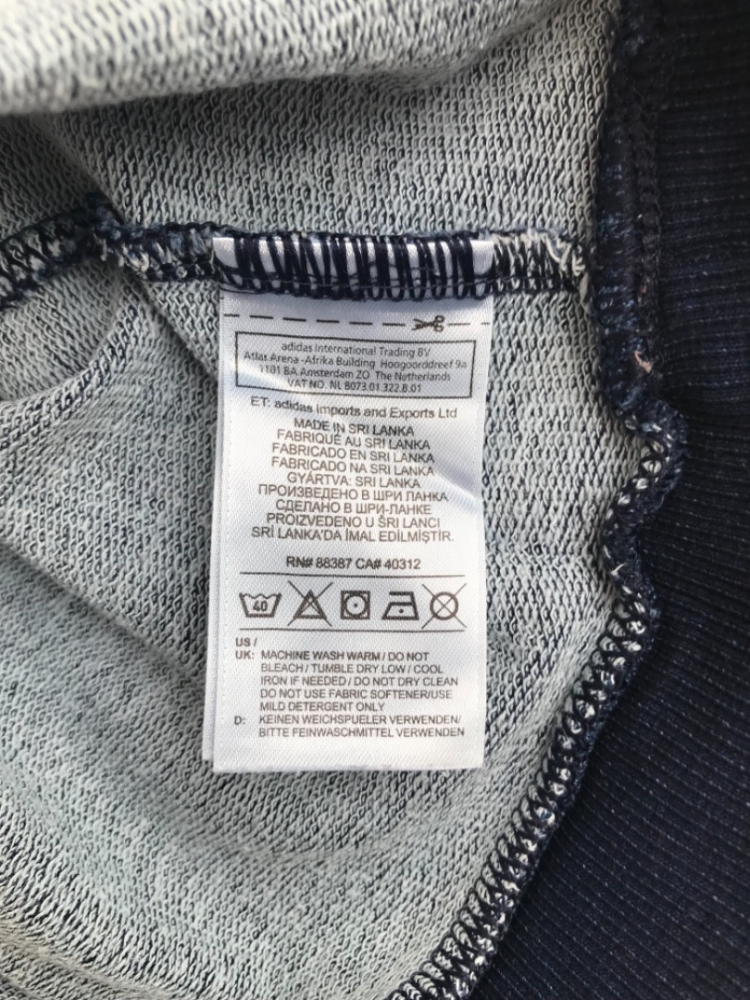 adidas International Trading BV
Atlas Arena -Afrika Building Hoogoorddreef 9a
1101 BA Amsterdam ZO The Netherlands
VAT NO. NL 8073.01.322.B.01
ET: adidas Imports and Exports Ltd
MADE IN SRI LANKA
FABRIQUÉ AU SRI LANKA
FABRICADO EN SRI LANKA
FABRICADO NA SRI LANKA
GYÁRTVA: SRI LANKA
ПРОИЗВЕДЕНО В ШРИ ЛАНКА
СДЕЛАНО В ШРИ-ЛАНКЕ
PROIZVEDENO U ŠRI LANCI
SRİ LANKA'DA İMAL EDİLMİŞTİR.
RN# 88387 CA# 40312
40
US /
UK: MACHINE WASH WARM / DO NOT
BLEACH / TUMBLE DRY LOW / COOL
IRON IF NEEDED / DO NOT DRY CLEAN
DO NOT USE FABRIC SOFTENER/USE
MILD DETERGENT ONLY
D: KEINEN WEICHSPUELER VERWENDEN/
BITTE FEINWASCHMITTEL VERWENDEN